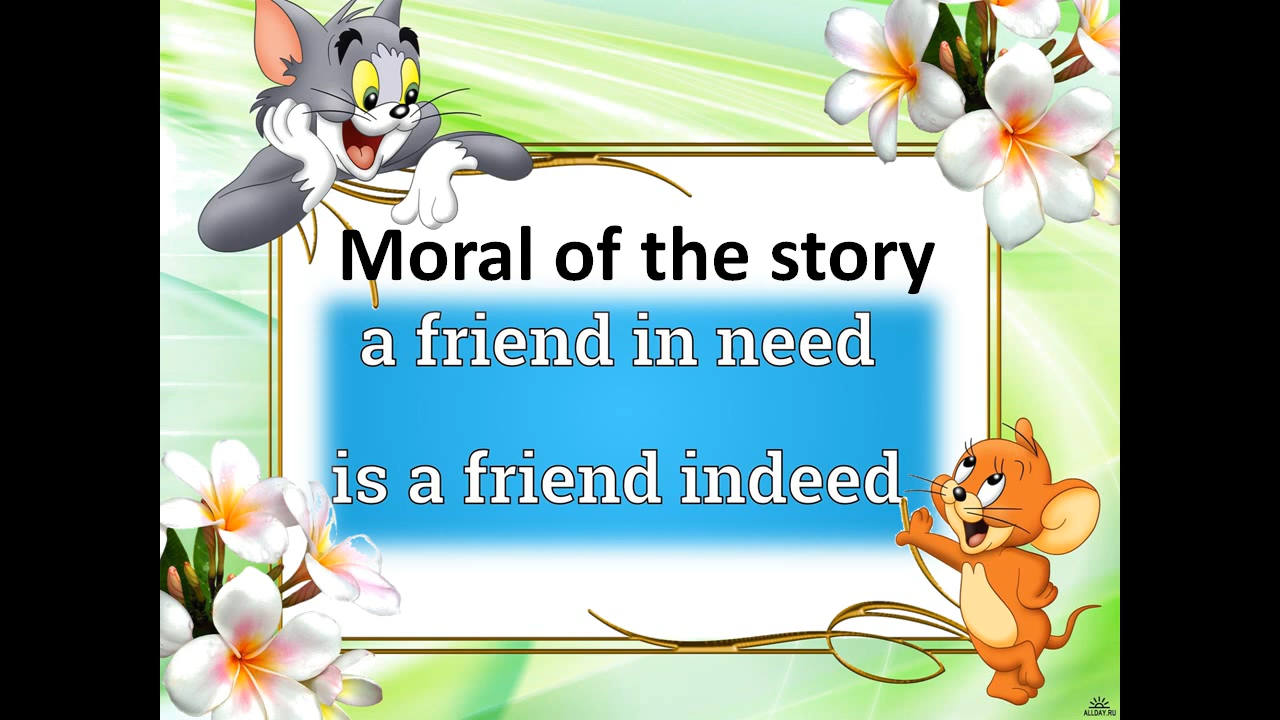 Moral of the story
a friend in need
is a friend indeed
ALLDAY.RU